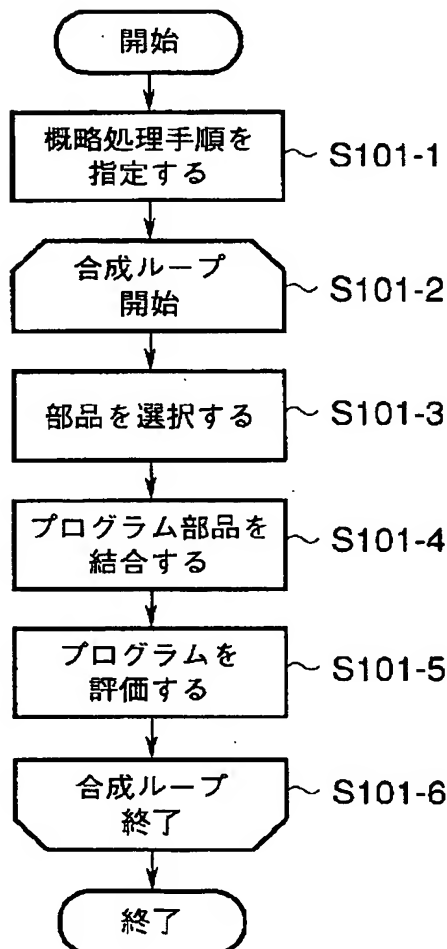 開始
概略処理手順を
指定する
S101-1
合成ループ
開始
S101-2
部品を選択する
S101-3
プログラム部品を
結合する
S101-4
プログラムを
評価する
S101-5
合成ループ
終了
S101-6
終了